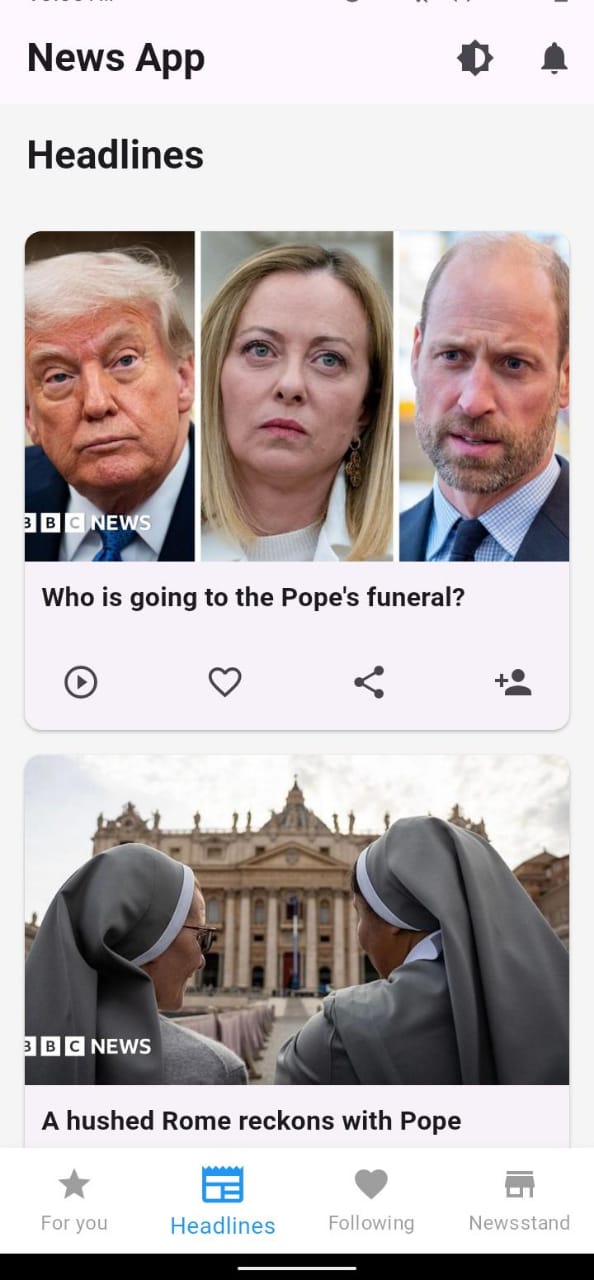 News App
Headlines
BBC NEWS
Who is going to the Pope's funeral?
BBC NEWS
A hushed Rome reckons with Pope
For you
Headlines
Following
Newsstand